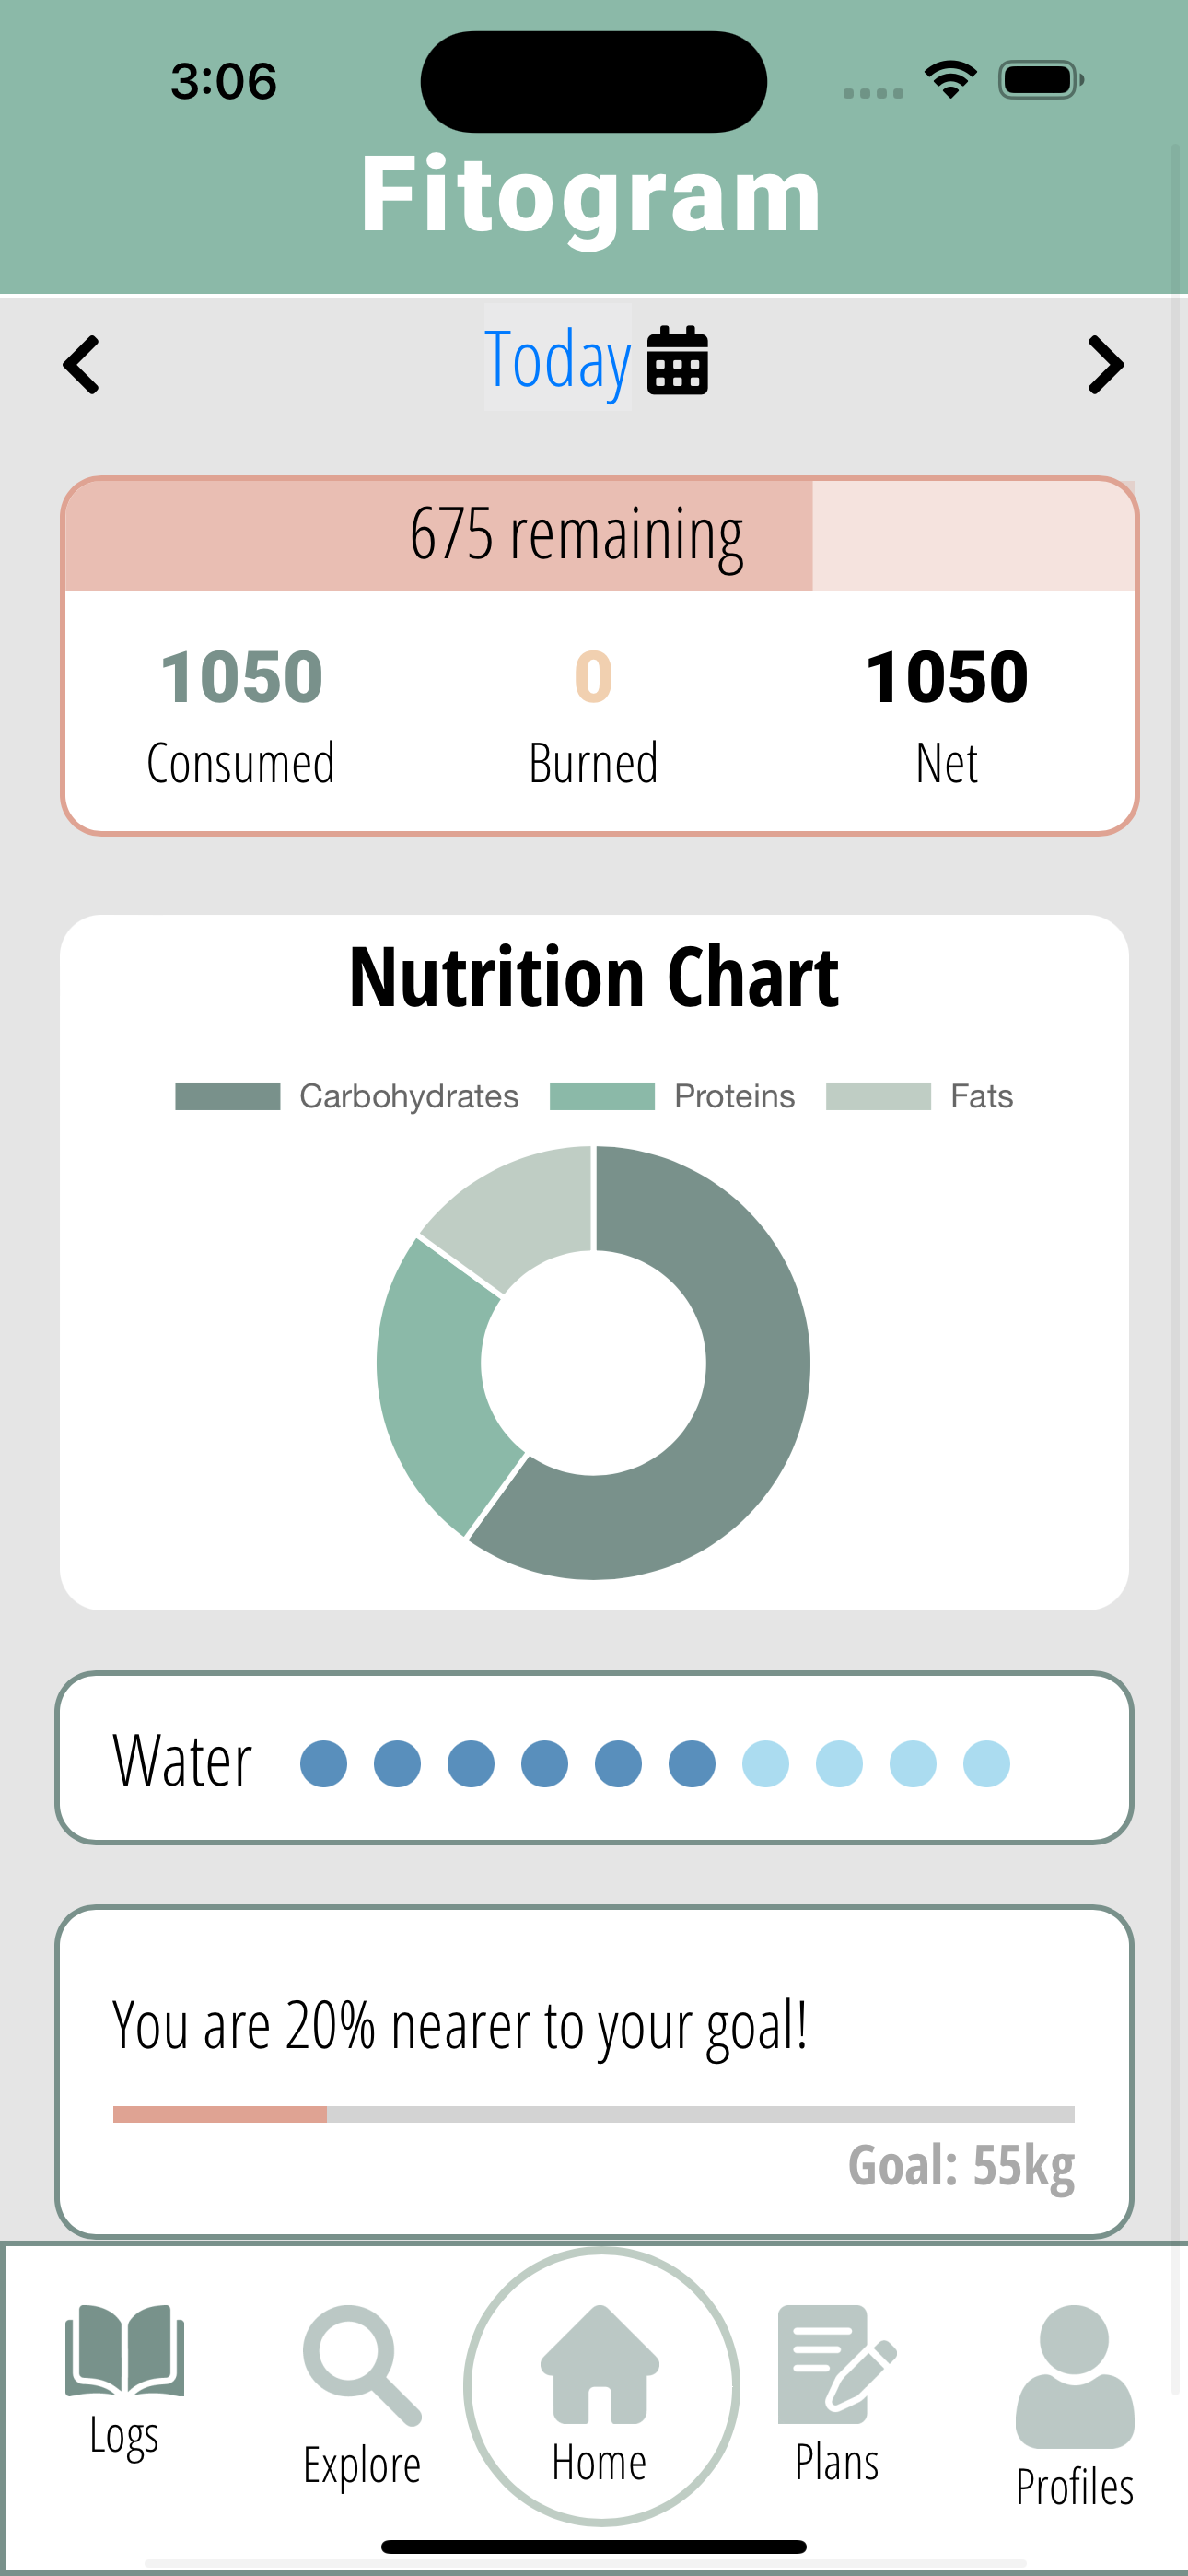 3:06
Fitogram
Today
675 remaining
1050 0 1050
Consumed Burned Net
Nutrition Chart
Carbohydrates Proteins Fats
Water
You are 20% nearer to your goal!
Goal: 55kg
Logs Explore Home Plans Profiles